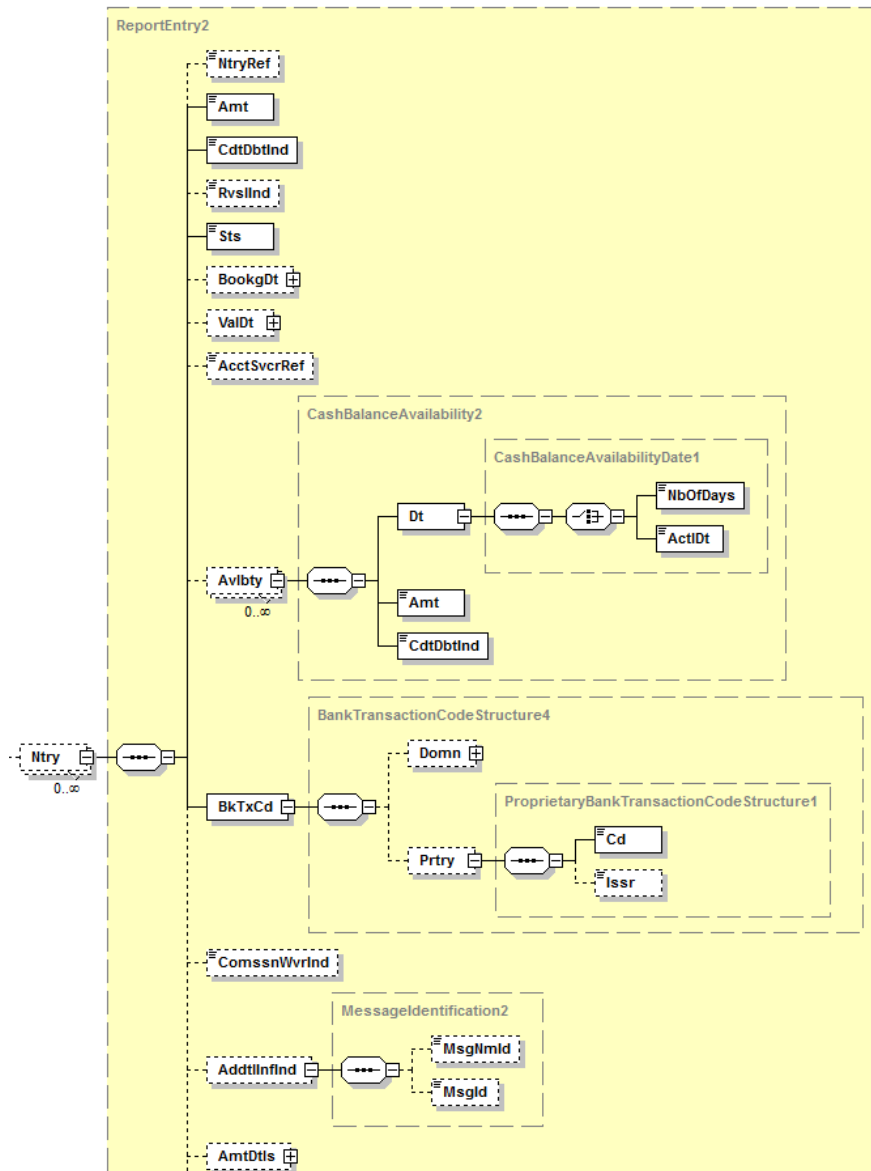 ReportEntry2
NtryRef
Amt
CdtDbtInd
RvslInd
Sts
BookgDt
ValDt
AcctSvcrRef
CashBalanceAvailability2
CashBalanceAvailabilityDate1
NbOfDays
Dt
ActlDt
Avlbty
0..∞
Amt
CdtDbtInd
BankTransactionCodeStructure4
Ntry
0..∞
Domn
BkTxCd
ProprietaryBankTransactionCodeStructure1
Cd
Prtry
Issr
ComssnWvrInd
MessageIdentification2
MsgNmId
AddtlInfInd
MsgId
AmtDtls